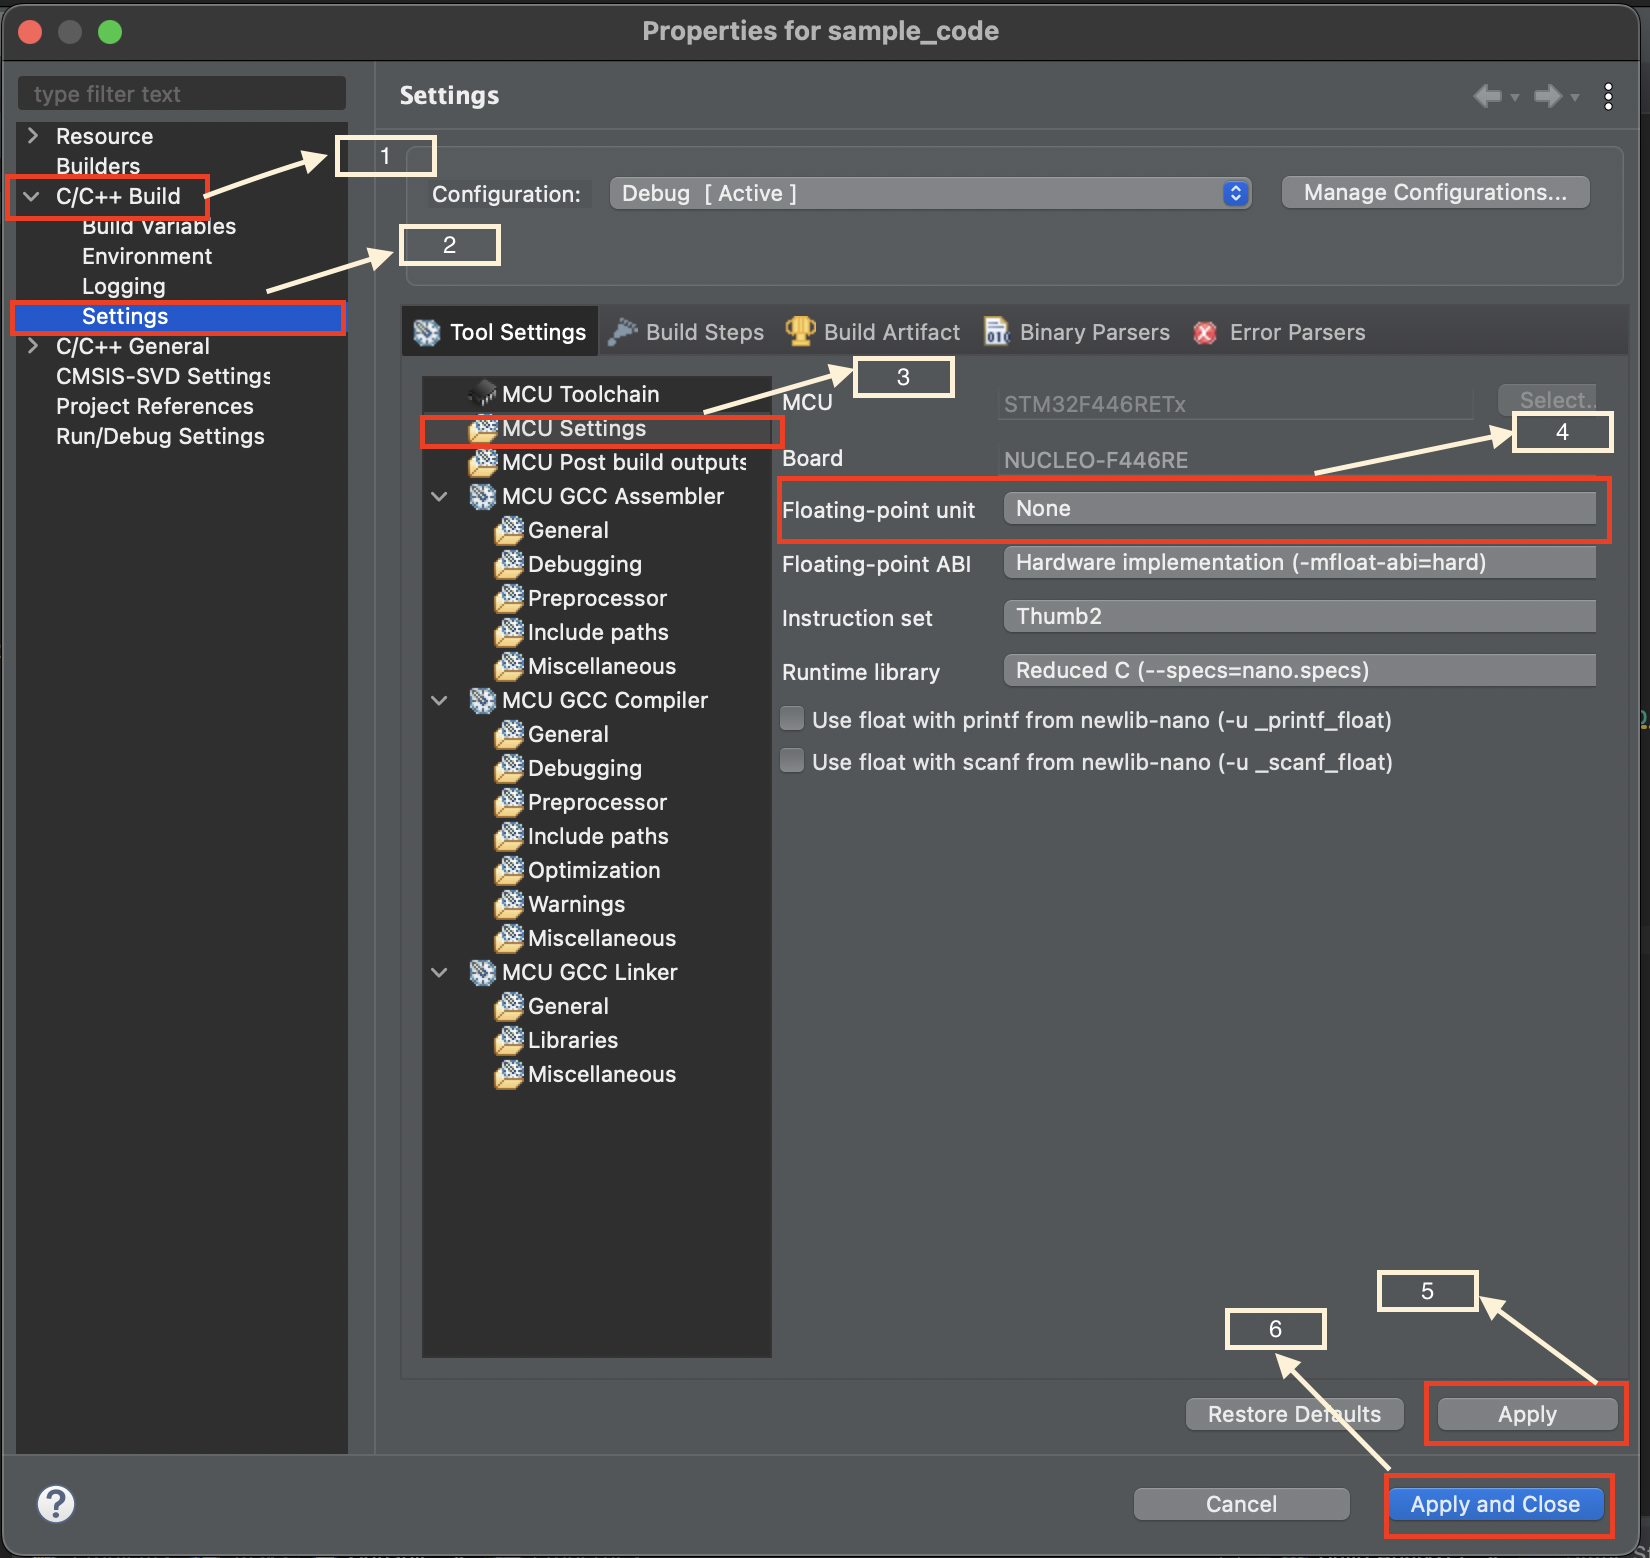 Properties for sample_code
type filter text
Resource
Builders
C/C++ Build
Build Variables
Environment
Logging
Settings
C/C++ General
CMSIS-SVD Settings
Project References
Run/Debug Settings
1
2
Settings
Configuration:
Debug [ Active ]
Manage Configurations...
Tool Settings
Build Steps
Build Artifact
Binary Parsers
Error Parsers
3
MCU Toolchain
MCU Settings
MCU Post build outputs
MCU GCC Assembler
General
Debugging
Preprocessor
Include paths
Miscellaneous
MCU GCC Compiler
General
Debugging
Preprocessor
Include paths
Optimization
Warnings
Miscellaneous
MCU GCC Linker
General
Libraries
Miscellaneous
MCU
STM32F446RETx
Select..
4
Board
NUCLEO-F446RE
Floating-point unit
None
Floating-point ABI
Hardware implementation (-mfloat-abi=hard)
Instruction set
Thumb2
Runtime library
Reduced C (--specs=nano.specs)
Use float with printf from newlib-nano (-u _printf_float)
Use float with scanf from newlib-nano (-u _scanf_float)
5
6
Restore Defaults
Apply
?
Cancel
Apply and Close